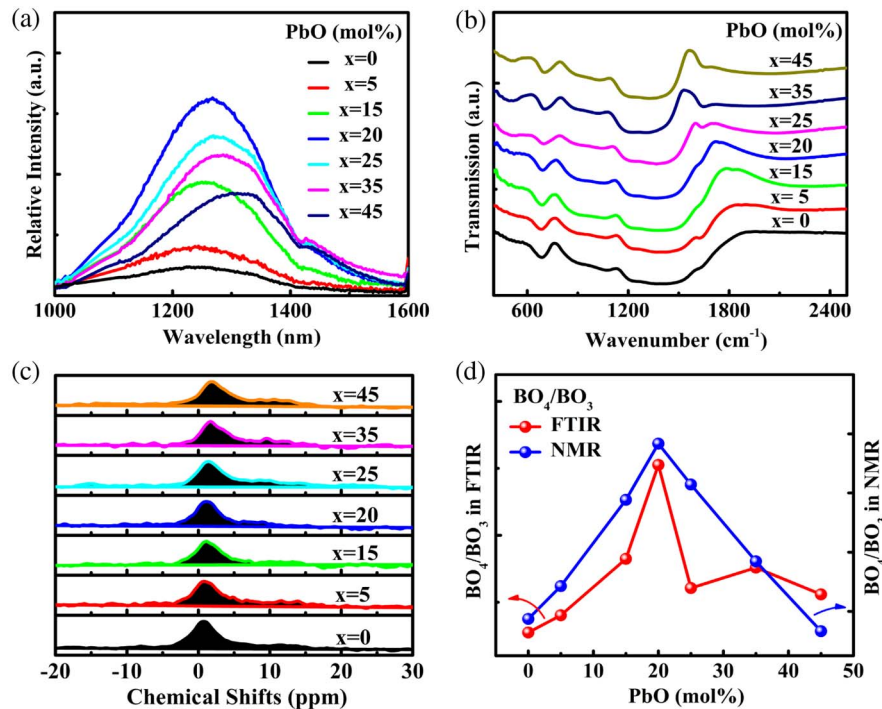 (a)
PbO (mol%)
x=0
x=5
x=15
x=20
x=25
x=35
x=45
Relative Intensity (a.u.)
1000 1200 1400 1600
Wavelength (nm)
(b)
PbO (mol%)
x=45
x=35
x=25
x=20
x=15
x= 5
x= 0
Transmission (a.u.)
600 1200 1800 2400
Wavenumber (cm⁻¹)
(c)
x=45
x=35
x=25
x=20
x=15
x=5
x=0
-20 -10 0 10 20 30
Chemical Shifts (ppm)
(d)
BO₄/BO₃
FTIR
NMR
BO₄/BO₃ in FTIR
BO₄/BO₃ in NMR
0 10 20 30 40 50
PbO (mol%)